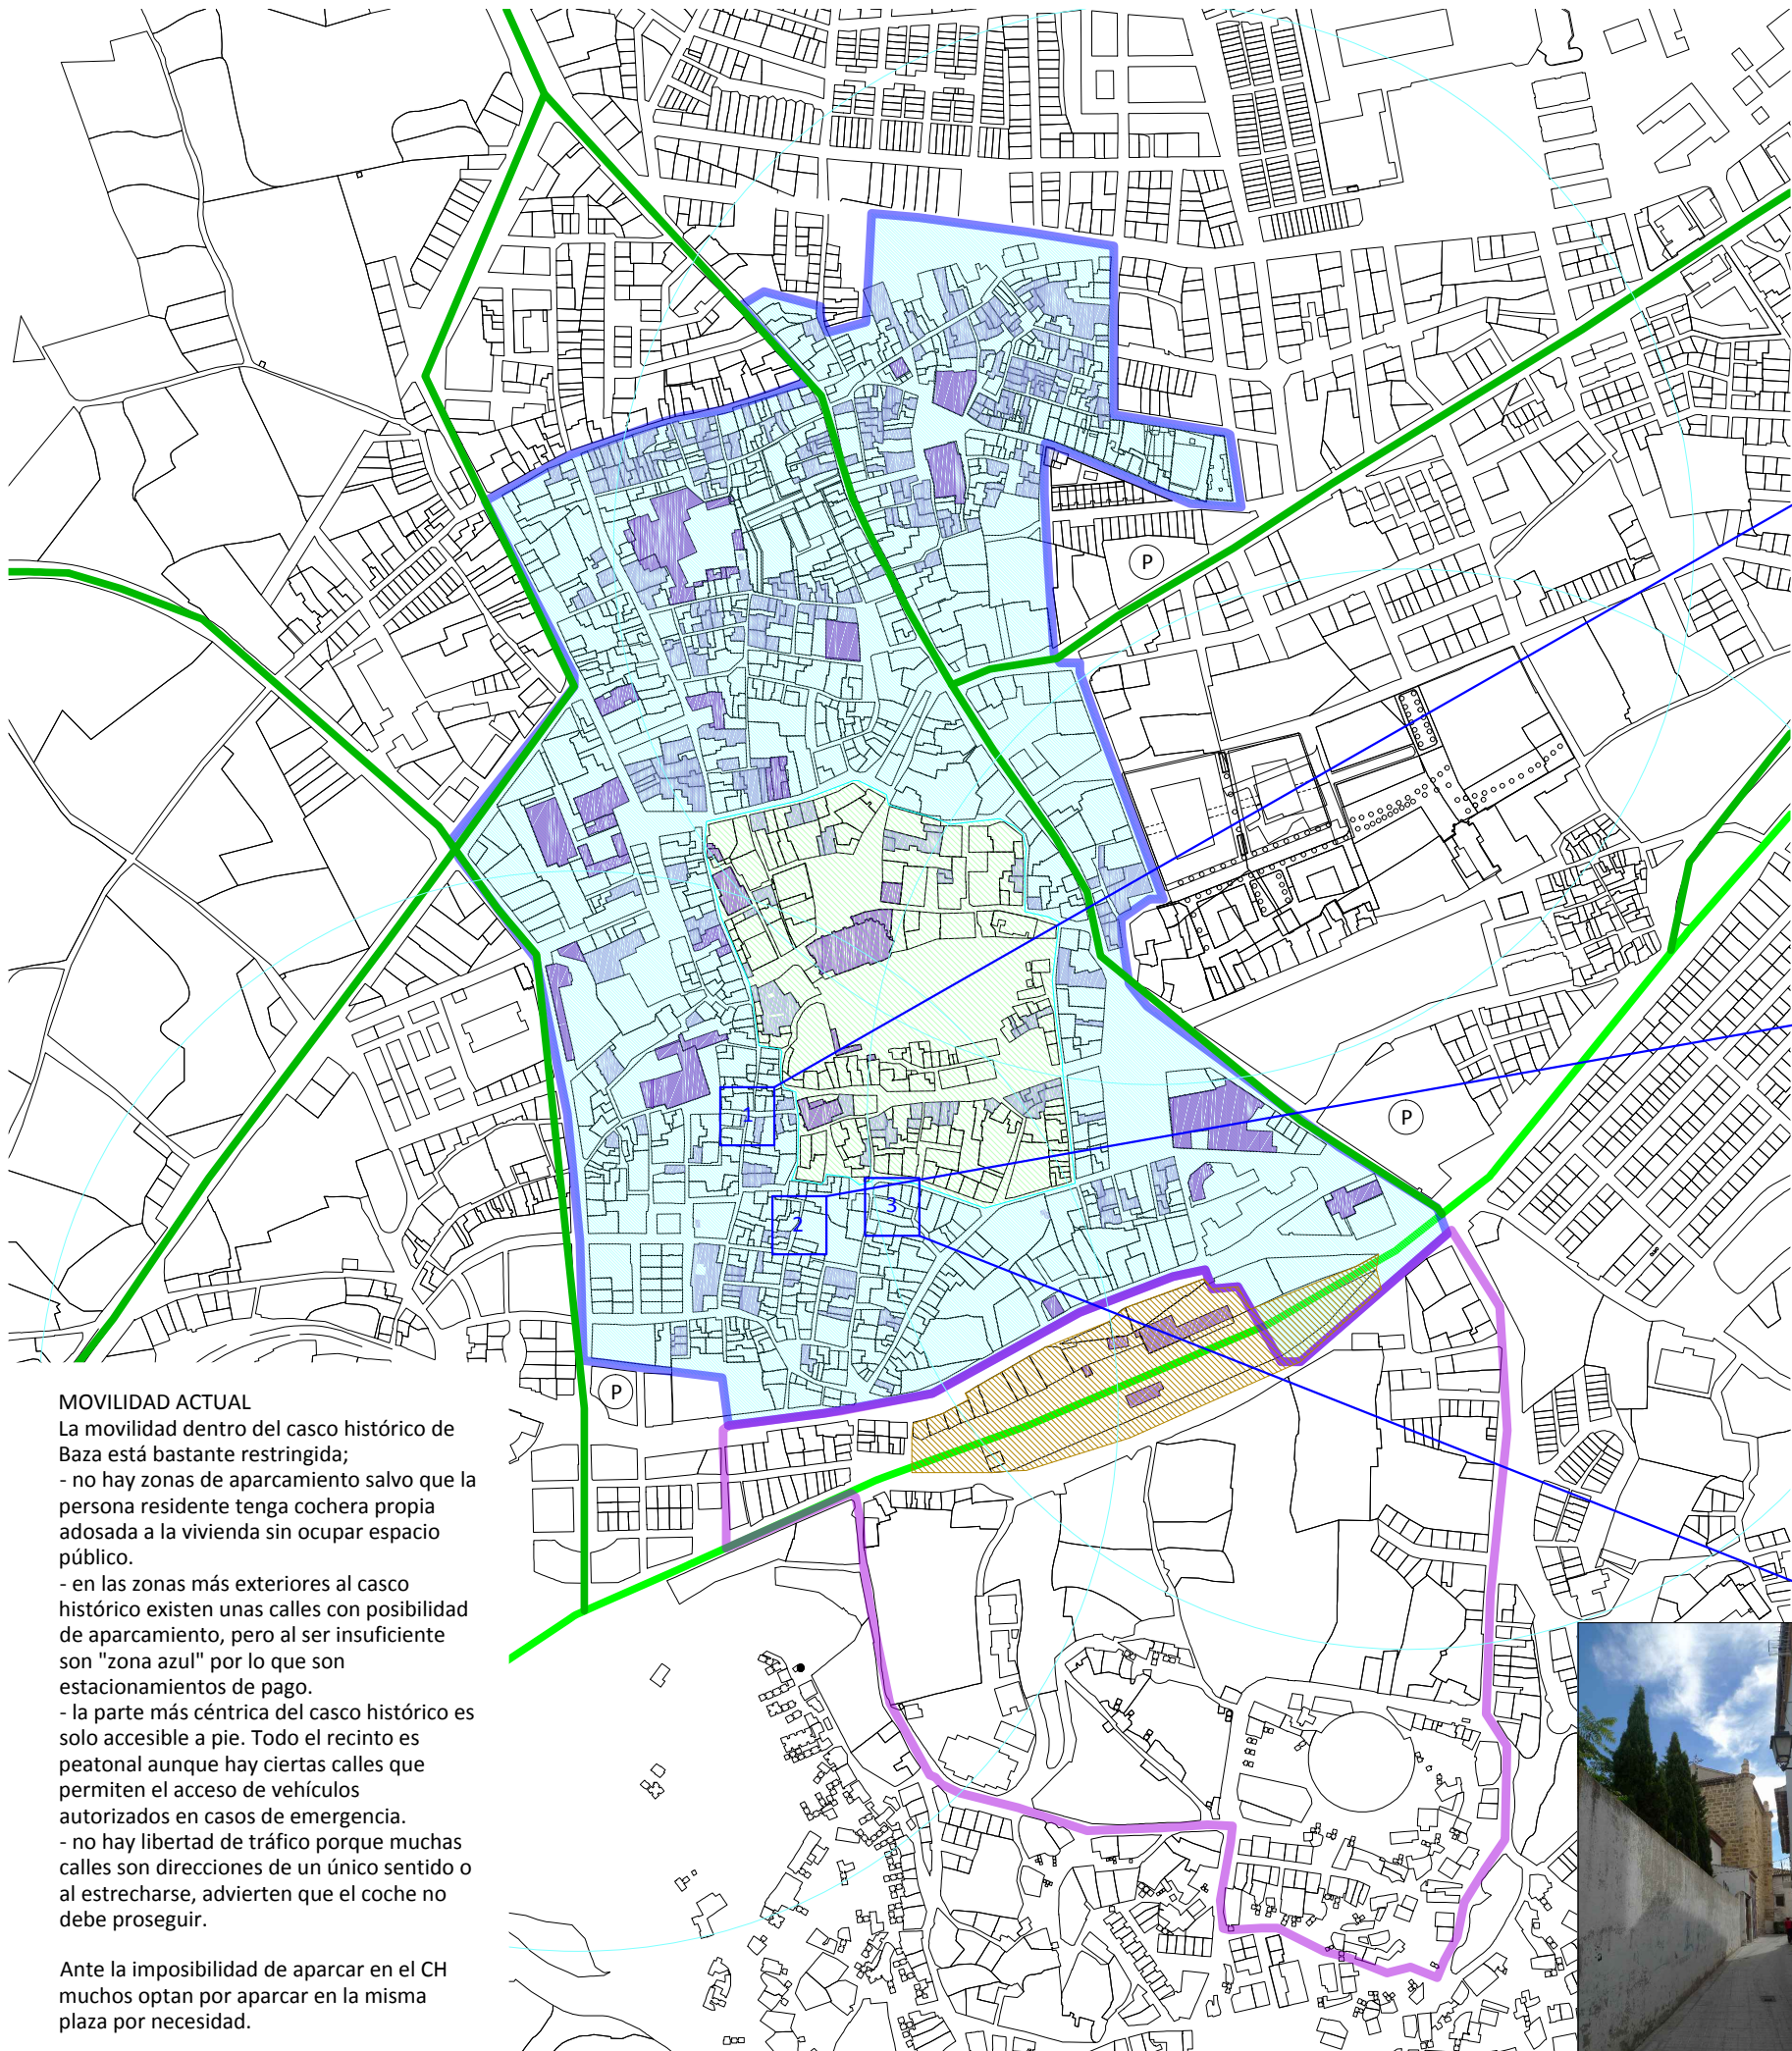 P
P
1
2
3
P
MOVILIDAD ACTUAL
La movilidad dentro del casco histórico de
Baza está bastante restringida;
- no hay zonas de aparcamiento salvo que la
persona residente tenga cochera propia
adosada a la vivienda sin ocupar espacio
público.
- en las zonas más exteriores al casco
histórico existen unas calles con posibilidad
de aparcamiento, pero al ser insuficiente
son "zona azul" por lo que son
estacionamientos de pago.
- la parte más céntrica del casco histórico es
solo accesible a pie. Todo el recinto es
peatonal aunque hay ciertas calles que
permiten el acceso de vehículos
autorizados en casos de emergencia.
- no hay libertad de tráfico porque muchas
calles son direcciones de un único sentido o
al estrecharse, advierten que el coche no
debe proseguir.
Ante la imposibilidad de aparcar en el CH
muchos optan por aparcar en la misma
plaza por necesidad.